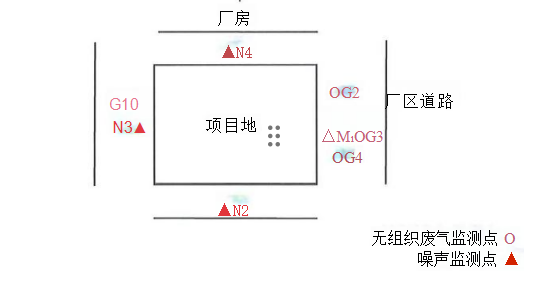 厂房
▲N4
G10
OG2
厂区道路
N3▲
项目地
△M₁OG3
OG4
▲N2
无组织废气监测点 O
噪声监测点 ▲